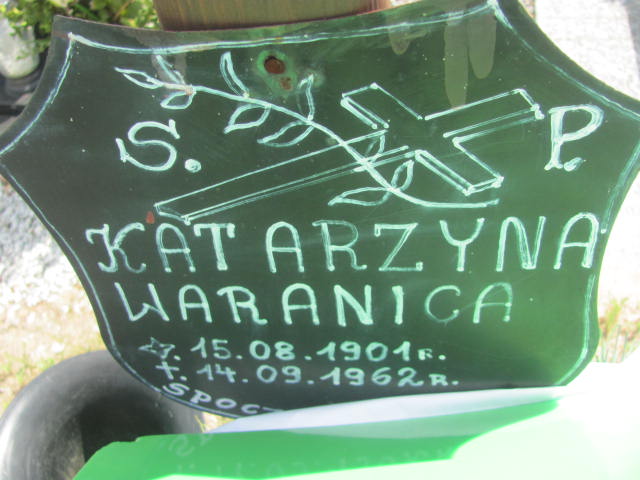 S. P.
KATARZYNA
WARANICA
☆. 15.08.1901 R.
†. 14.09.1962 R.